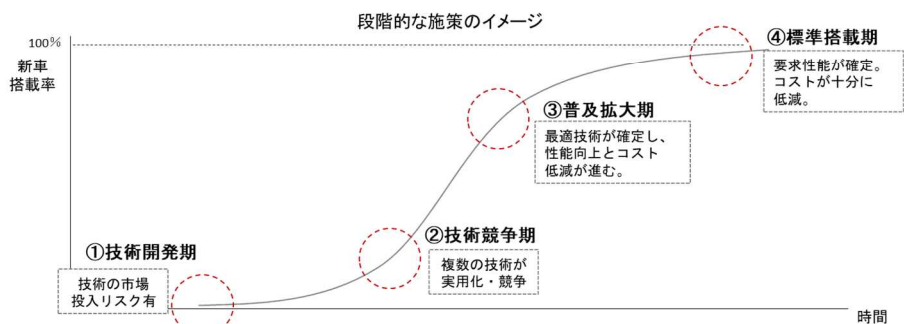 段階的な施策のイメージ
100%
新車
搭載率
④標準搭載期
要求性能が確定。
コストが十分に
低減。
③普及拡大期
最適技術が確定し、
性能向上とコスト
低減が進む。
②技術競争期
複数の技術が
実用化・競争
①技術開発期
技術の市場
投入リスク有
時間